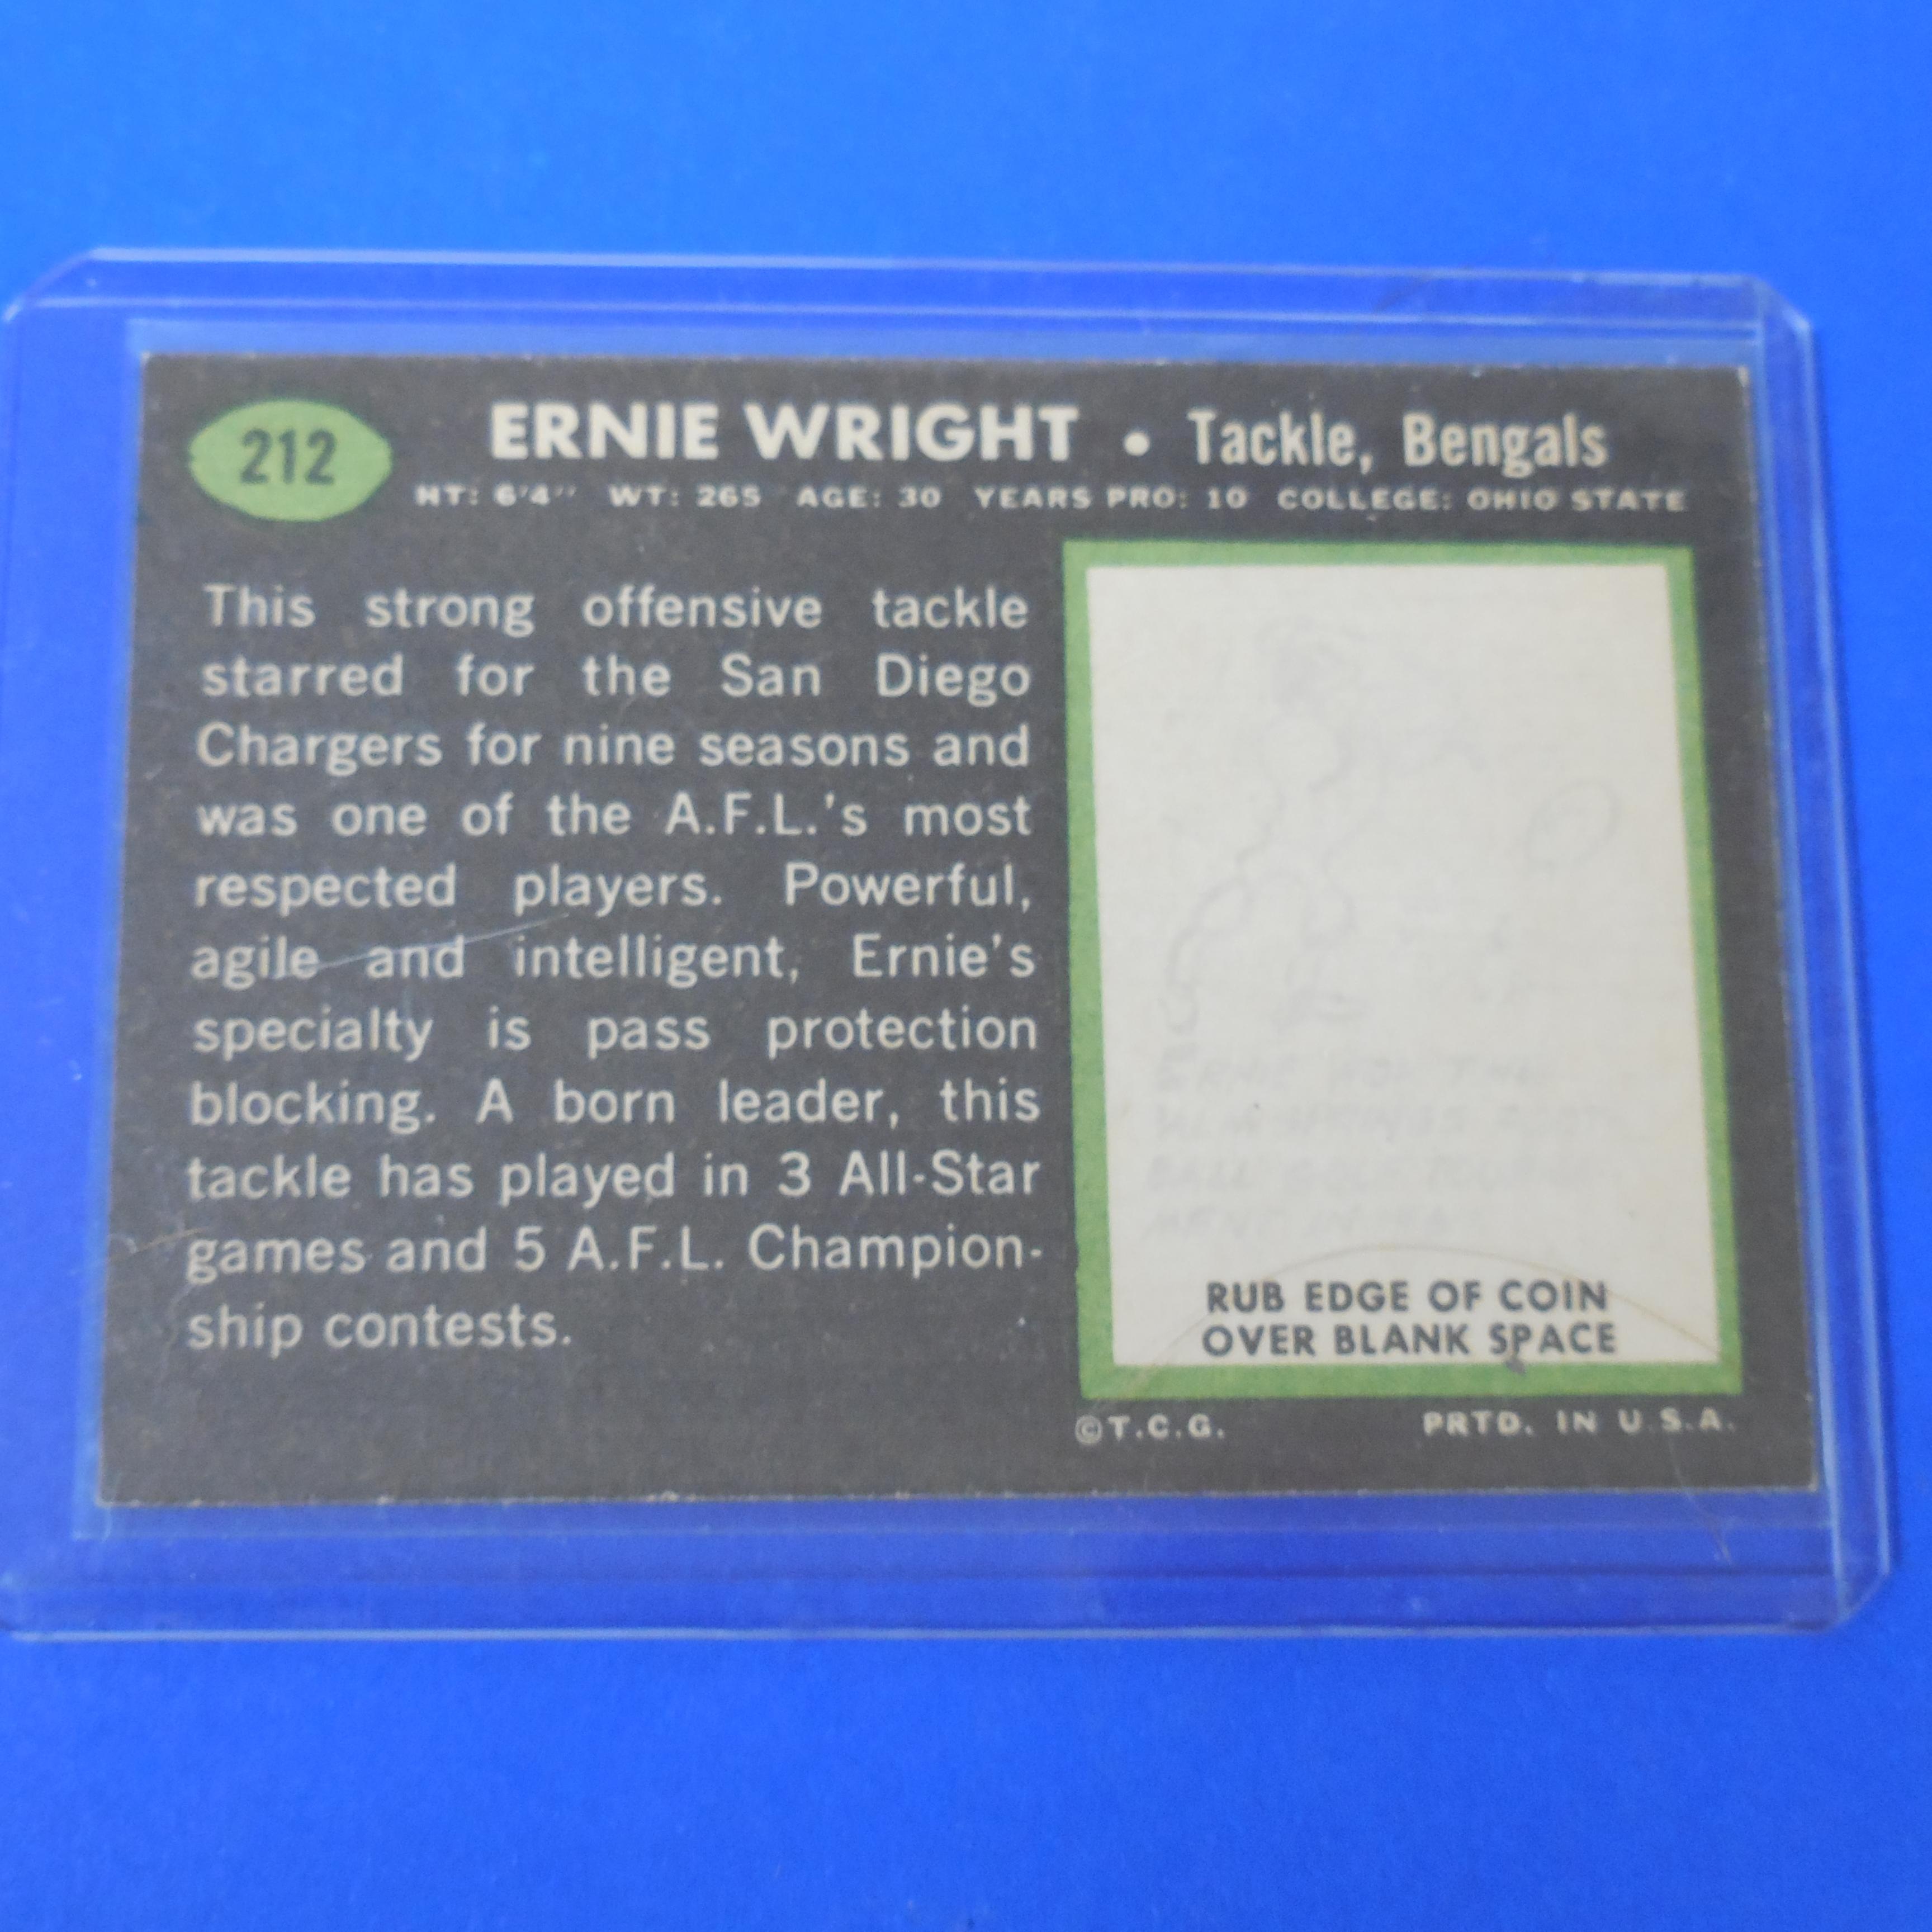 212
ERNIE WRIGHT • Tackle, Bengals
HT: 6'4" WT: 265 AGE: 30 YEARS PRO: 10 COLLEGE: OHIO STATE
This strong offensive tackle
starred for the San Diego
Chargers for nine seasons and
was one of the A.F.L.'s most
respected players. Powerful,
agile and intelligent, Ernie's
specialty is pass protection
blocking. A born leader, this
tackle has played in 3 All-Star
games and 5 A.F.L. Champion-
ship contests.
RUB EDGE OF COIN
OVER BLANK SPACE
©T.C.G. PRTD. IN U.S.A.